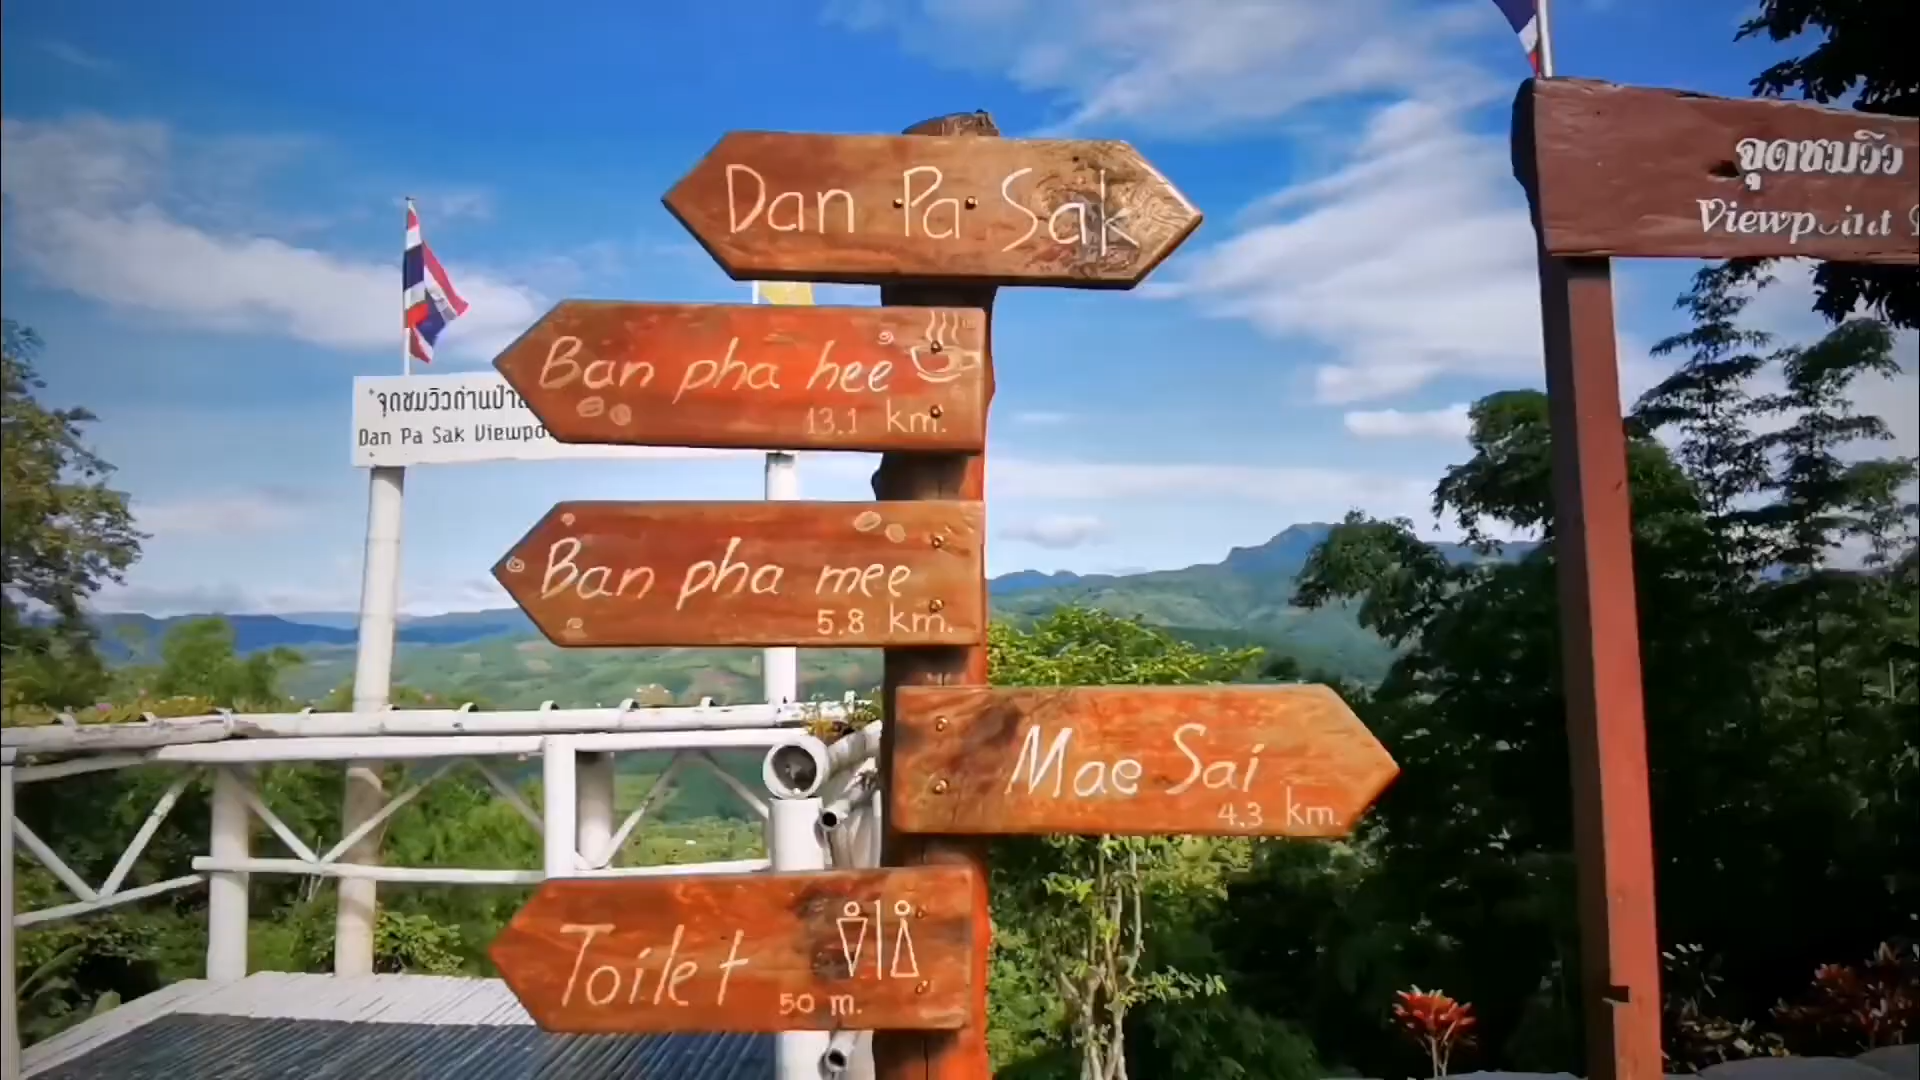 Dan Pa Sak
Ban pha hee
13.1 km.
Ban pha mee
5.8 km.
Mae Sai
4.3 km.
Toilet
50 m.
จุดชมวิวด่านป่า
Dan Pa Sak
จุดชมวิว
Viewpoint